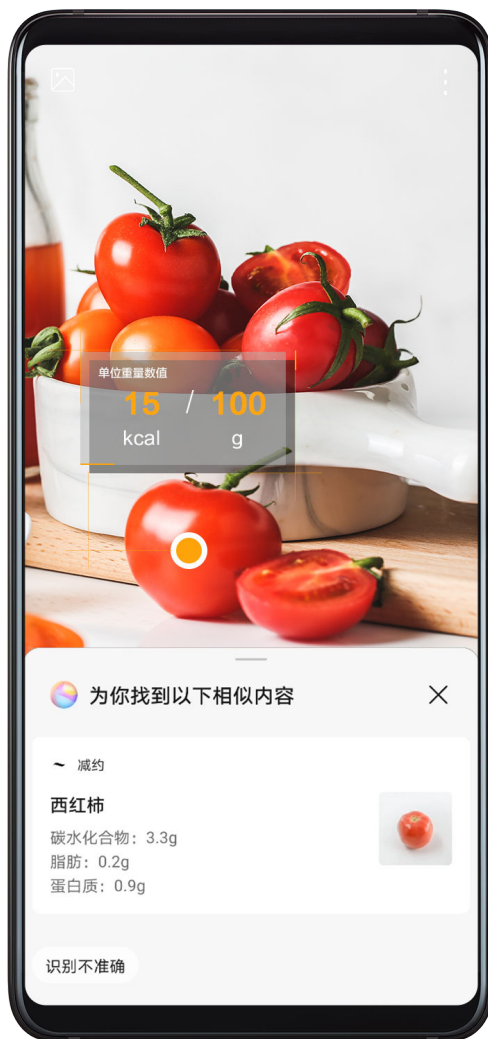 单位重量数值
15 / 100
kcal g
为你找到以下相似内容
减约
西红柿
碳水化合物：3.3g
脂肪：0.2g
蛋白质：0.9g
识别不准确